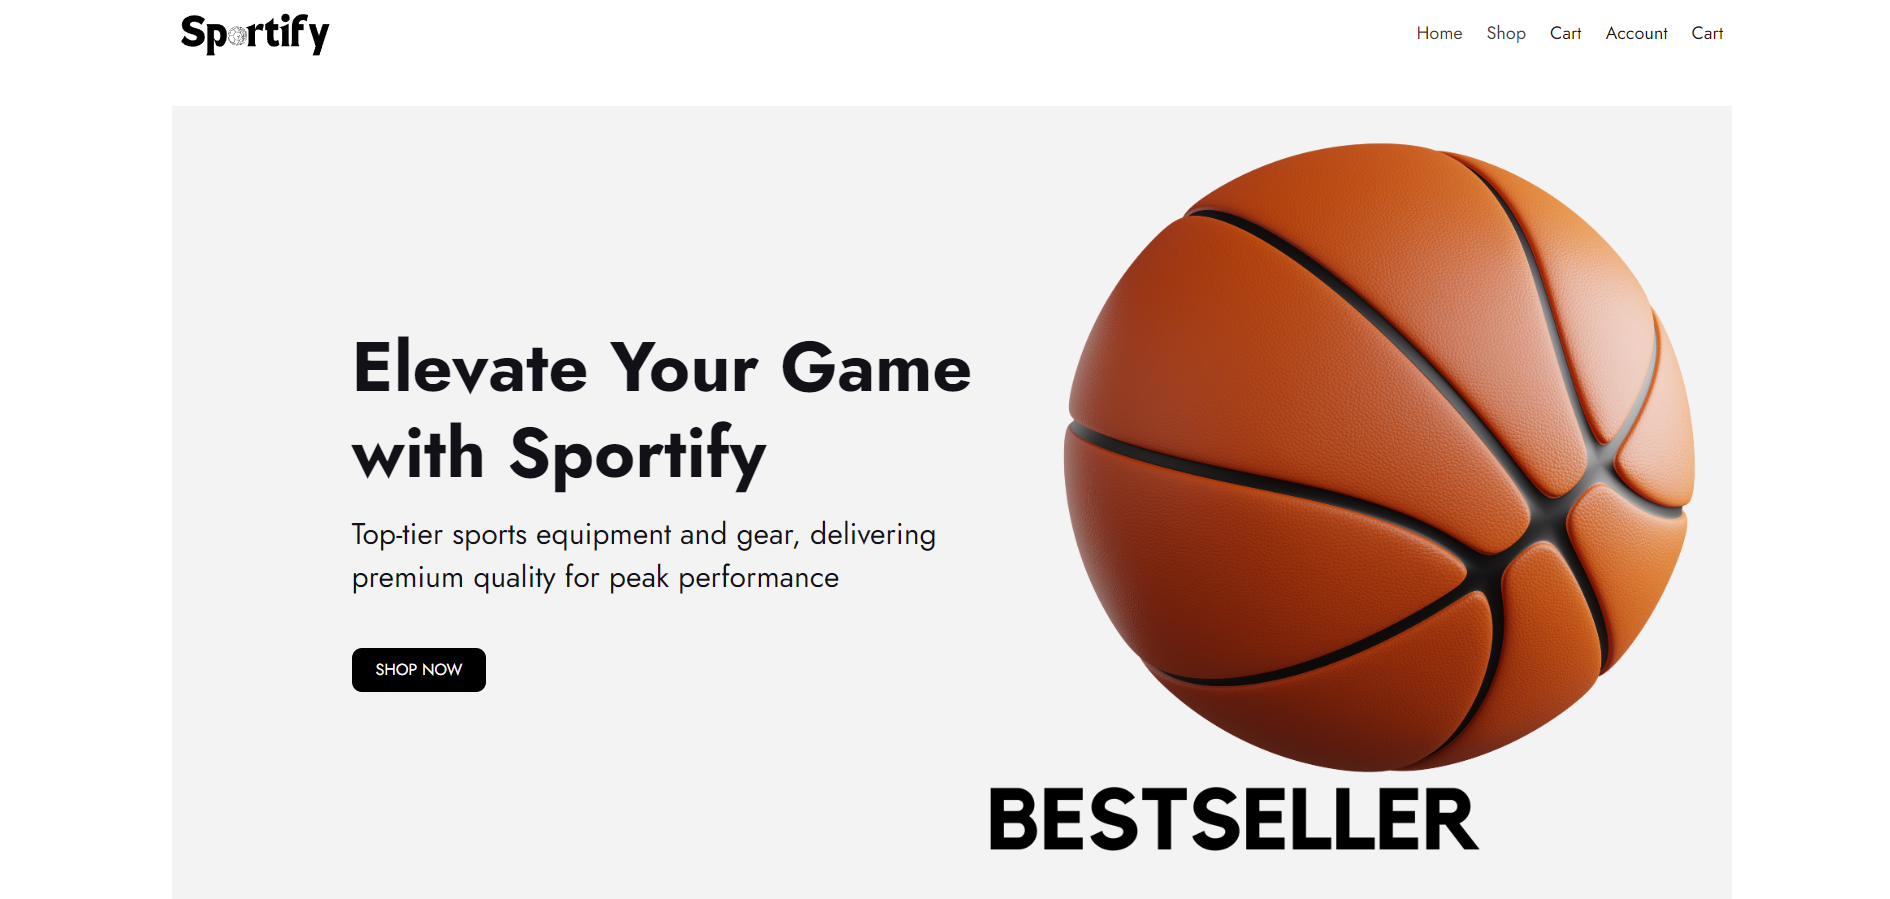 Sportify
Home Shop Cart Account Cart
Elevate Your Game
with Sportify
Top-tier sports equipment and gear, delivering
premium quality for peak performance
SHOP NOW
BESTSELLER